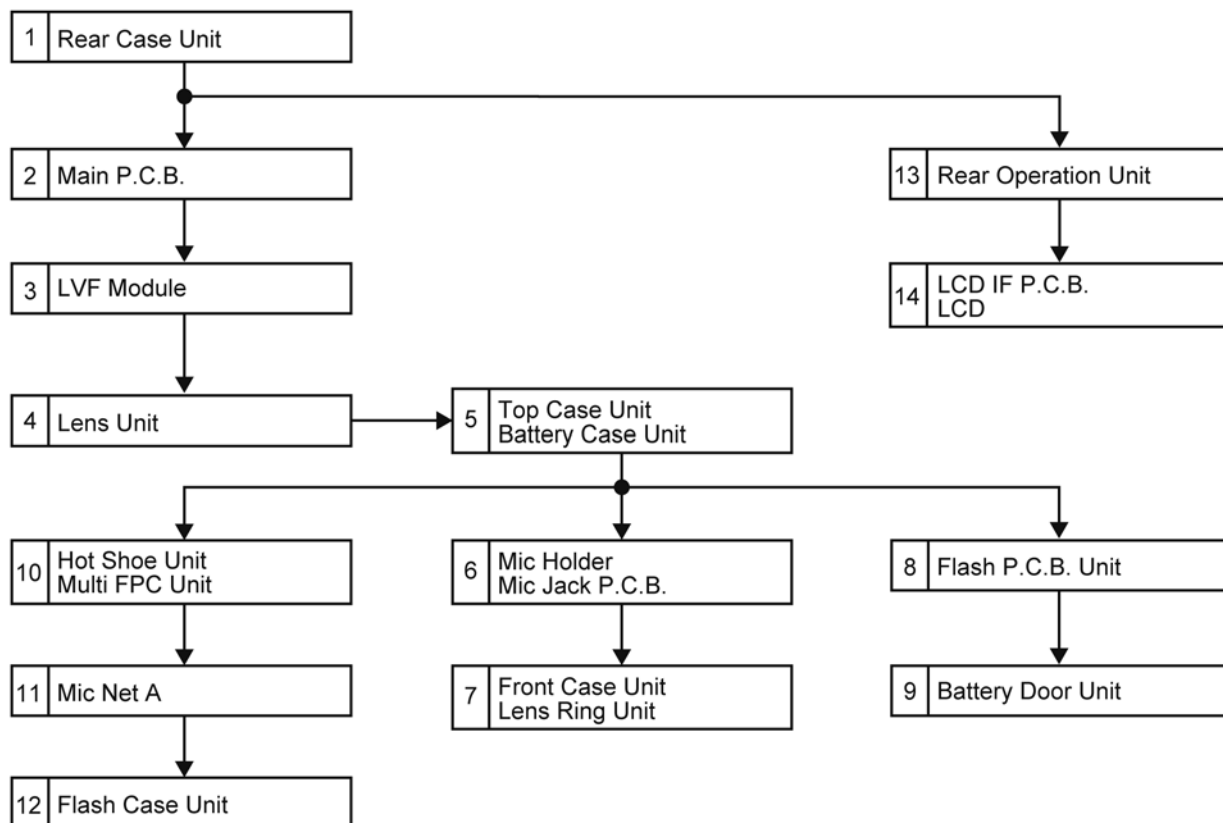 1 Rear Case Unit
2 Main P.C.B.
13 Rear Operation Unit
3 LVF Module
14 LCD IF P.C.B.
LCD
4 Lens Unit
5 Top Case Unit
Battery Case Unit
10 Hot Shoe Unit
Multi FPC Unit
6 Mic Holder
Mic Jack P.C.B.
8 Flash P.C.B. Unit
11 Mic Net A
7 Front Case Unit
Lens Ring Unit
9 Battery Door Unit
12 Flash Case Unit